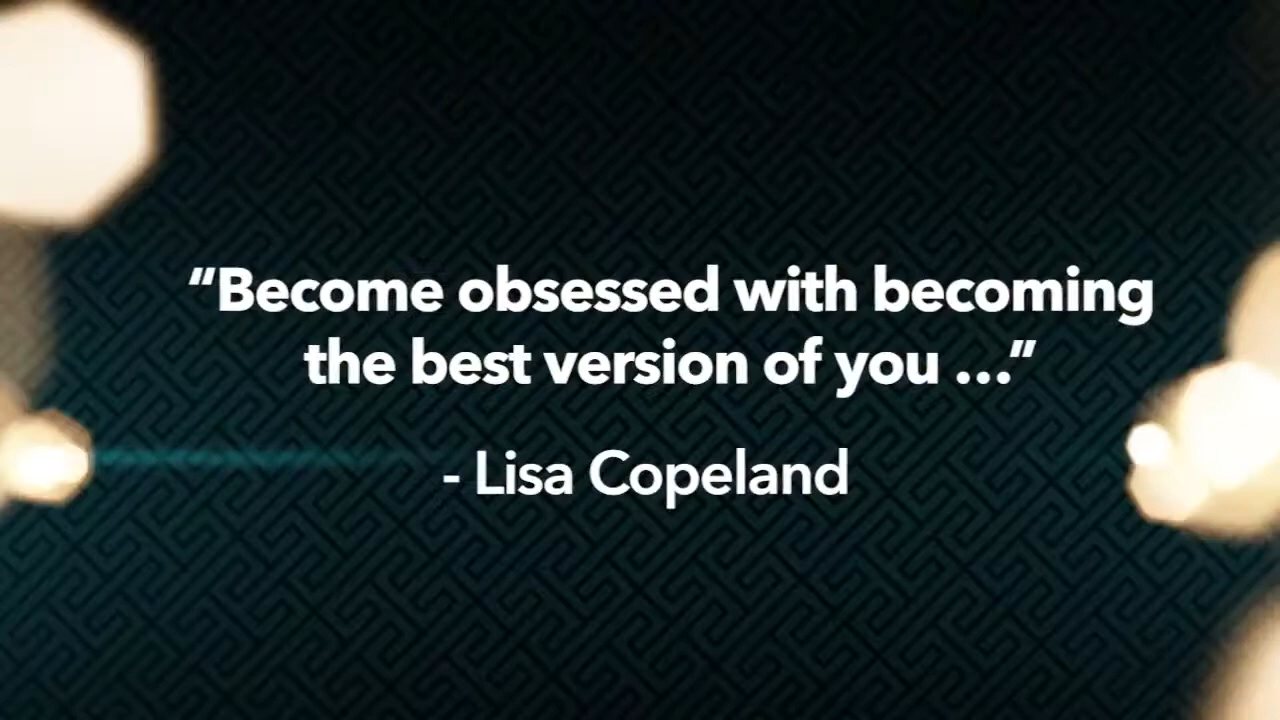 “Become obsessed with becoming
the best version of you ...”
- Lisa Copeland